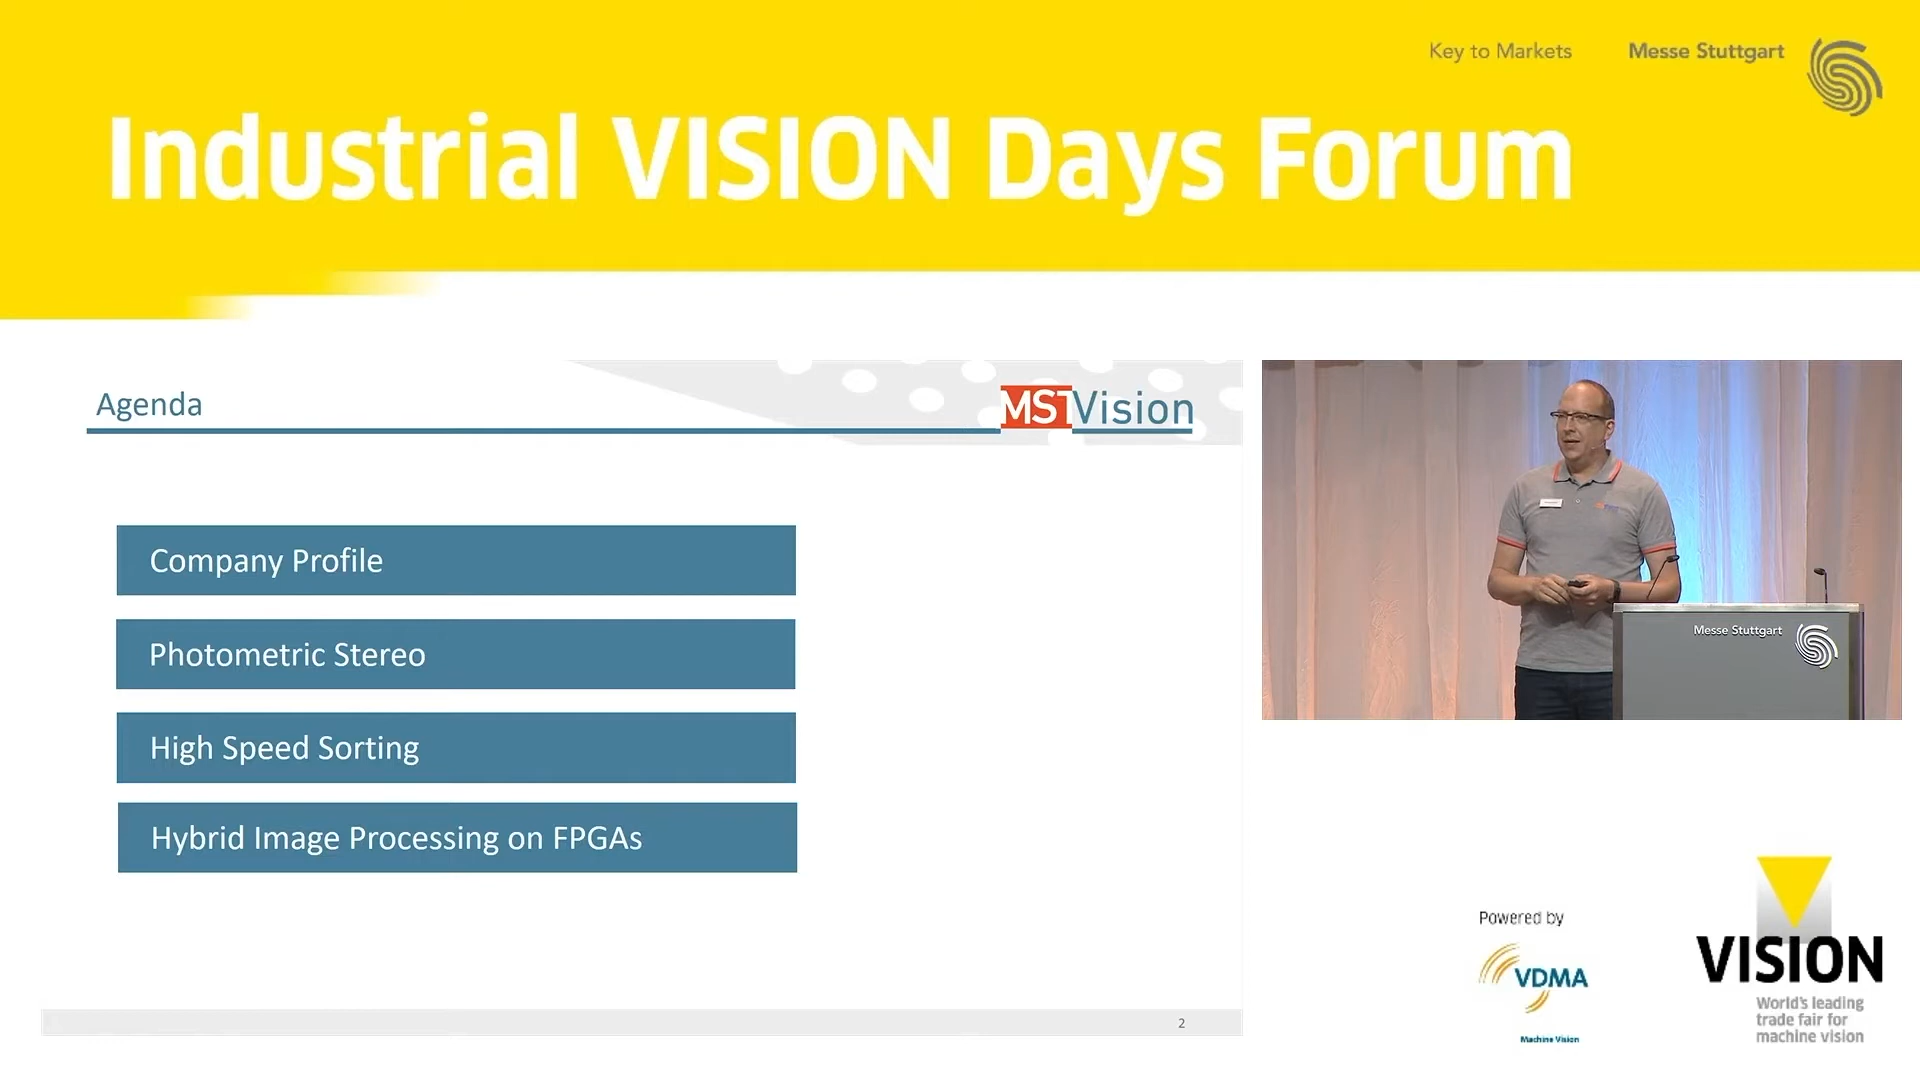 Key to Markets
Messe Stuttgart
Industrial VISION Days Forum
Agenda
MSTVision
Company Profile
Photometric Stereo
High Speed Sorting
Hybrid Image Processing on FPGAs
2
Messe Stuttgart
Powered by
VDMA
Machine Vision
VISION
World's leading
trade fair for
machine vision